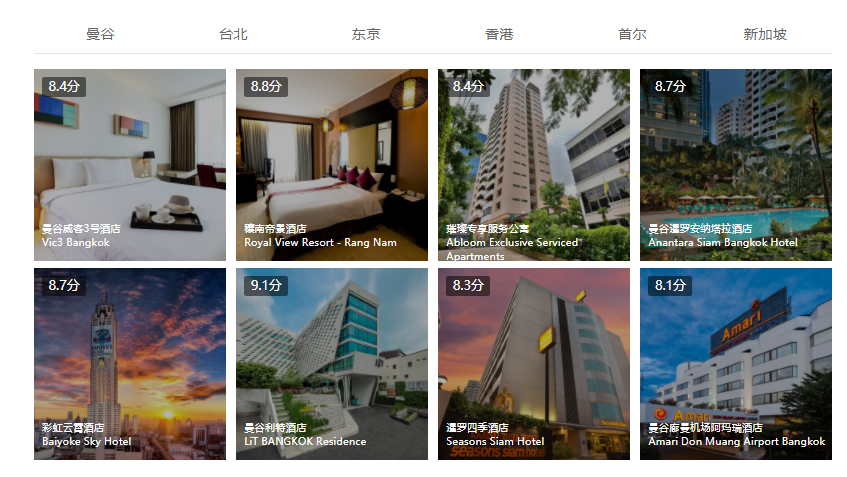 曼谷
台北
东京
香港
首尔
新加坡
8.4分
曼谷威客3号酒店
Vic3 Bangkok
8.8分
穰南帝景酒店
Royal View Resort - Rang Nam
8.4分
璀璨专享服务公寓
Abloom Exclusive Serviced
Apartments
8.7分
曼谷暹罗安纳塔拉酒店
Anantara Siam Bangkok Hotel
8.7分
彩虹云霄酒店
Baiyoke Sky Hotel
9.1分
曼谷利特酒店
LiT BANGKOK Residence
8.3分
暹罗四季酒店
Seasons Siam Hotel
Seasons siam hotel
8.1分
Amari
Amari
曼谷廊曼机场阿玛瑞酒店
Amari Don Muang Airport Bangkok